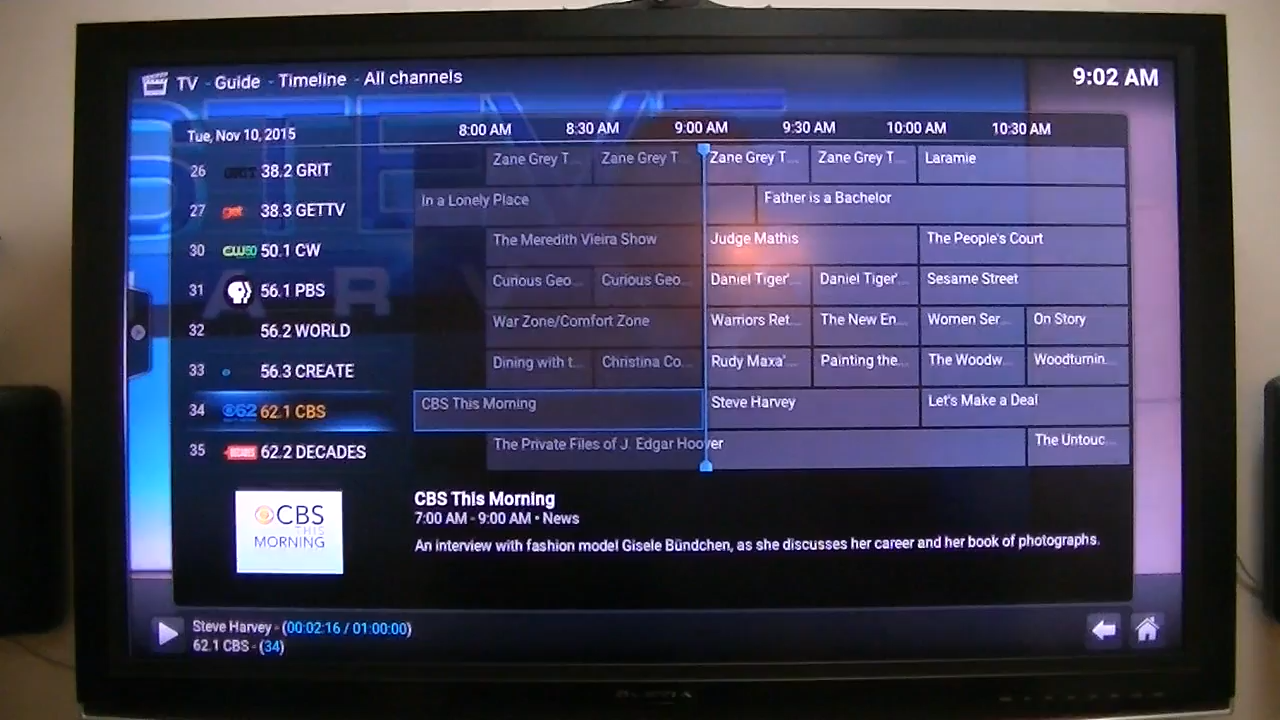 TV - Guide - Timeline - All channels
9:02 AM
Tue, Nov 10, 2015
8:00 AM 8:30 AM 9:00 AM 9:30 AM 10:00 AM 10:30 AM
26 GRIT 38.2 GRIT Zane Grey T... Zane Grey T Zane Grey T... Zane Grey T... Laramie
27 get 38.3 GETTV In a Lonely Place Father is a Bachelor
30 CW50 50.1 CW The Meredith Vieira Show Judge Mathis The People's Court
31 56.1 PBS Curious Geo... Curious Geo... Daniel Tiger'... Daniel Tiger'... Sesame Street
32 56.2 WORLD War Zone/Comfort Zone Warriors Ret... The New En... Women Ser... On Story
33 56.3 CREATE Dining with t... Christina Co... Rudy Maxa'... Painting the... The Woodw... Woodturnin...
34 CBS 62 62.1 CBS CBS This Morning Steve Harvey Let's Make a Deal
35 DECADES 62.2 DECADES The Private Files of J. Edgar Hoover The Untouc...
CBS
THIS
MORNING
CBS This Morning
7:00 AM - 9:00 AM • News
An interview with fashion model Gisele Bündchen, as she discusses her career and her book of photographs.
Steve Harvey - (00:02:16 / 01:00:00)
62.1 CBS - (34)